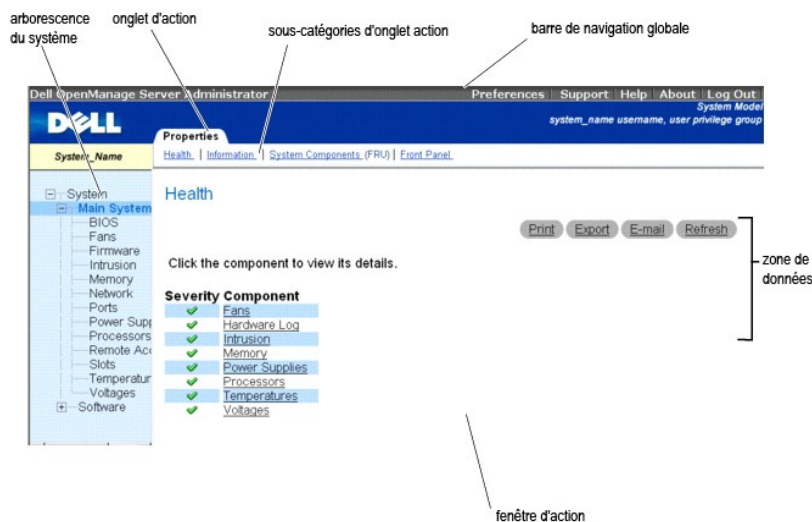 arborescence
du système
onglet d'action
sous-catégories d'onglet action
barre de navigation globale
Dell OpenManage Server Administrator
Preferences | Support | Help | About | Log Out
System Model
system_name username, user privilege group
DELL
Properties
System_Name
Health | Information | System Components (FRU) | Front Panel
System
Main System
BIOS
Fans
Firmware
Intrusion
Memory
Network
Ports
Power Supp
Processors
Remote Acc
Slots
Temperatur
Voltages
Software
Health
Print
Export
E-mail
Refresh
zone de
données
Click the component to view its details.
Severity Component
Fans
Hardware Log
Intrusion
Memory
Power Supplies
Processors
Temperatures
Voltages
fenêtre d'action